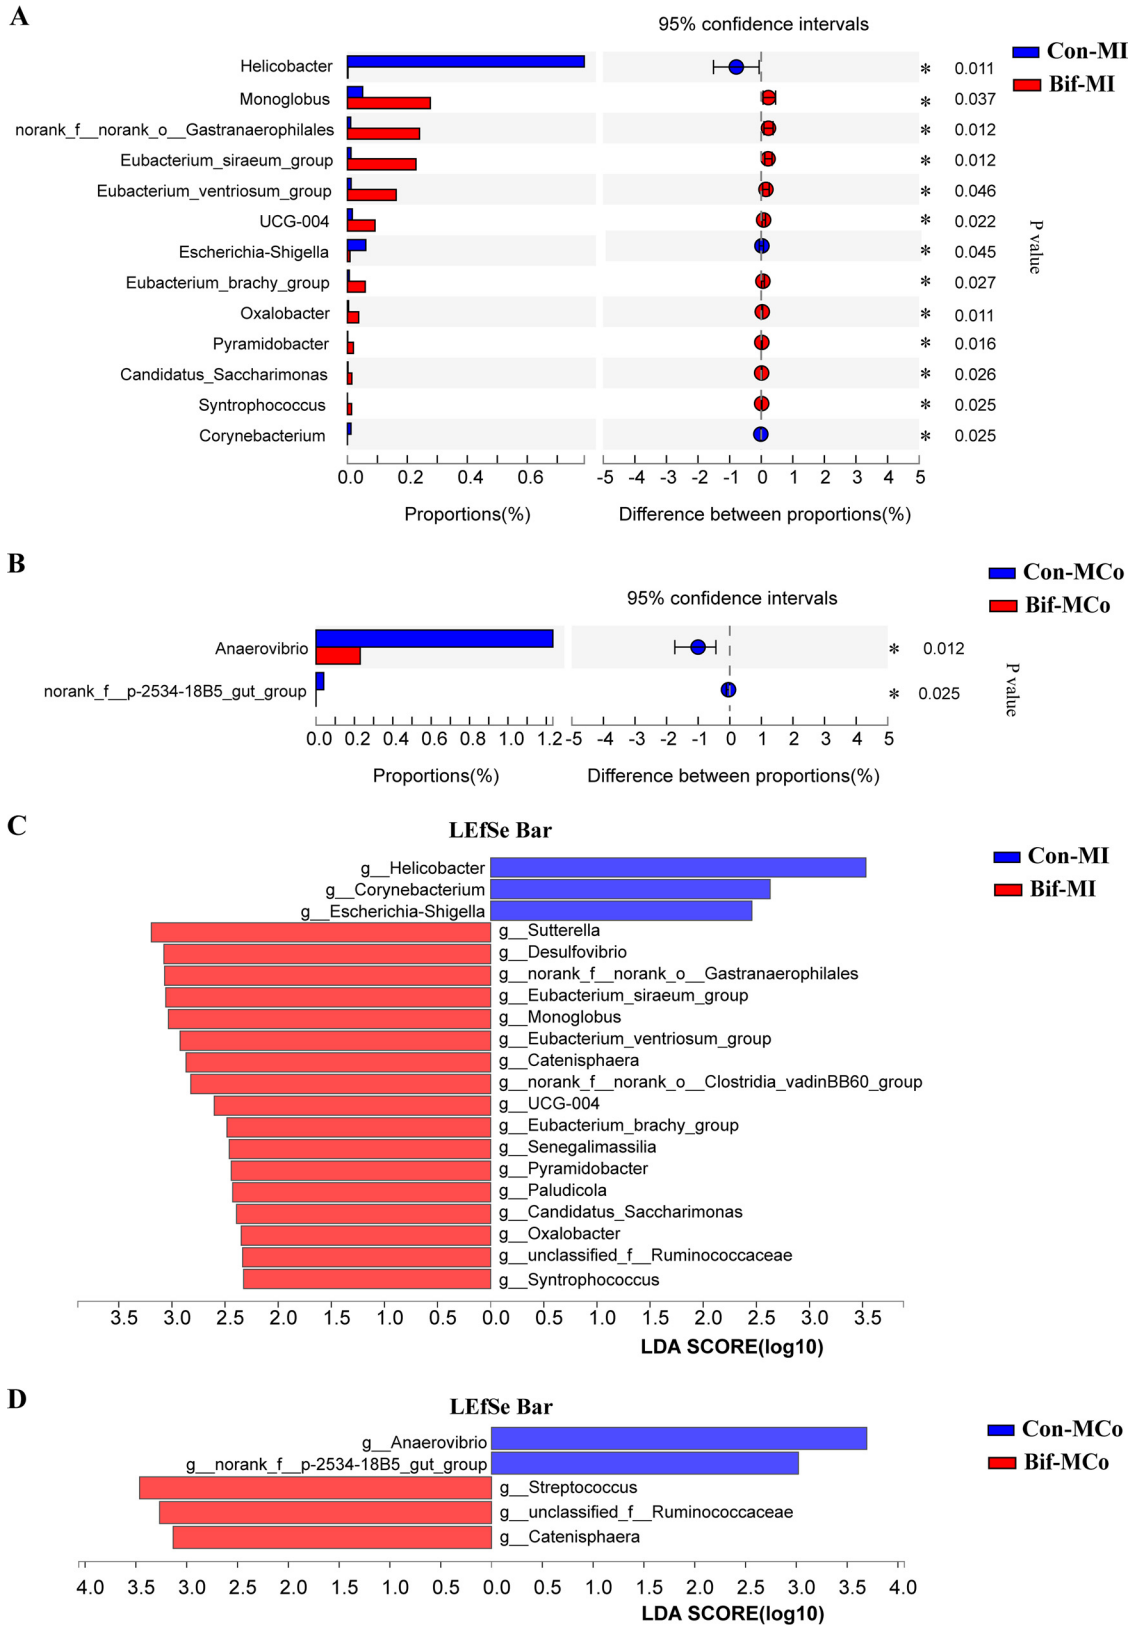 A
95% confidence intervals
Con-MI
Bif-MI
Helicobacter * 0.011
Monoglobus * 0.037
norank_f__norank_o__Gastranaerophilales * 0.012
Eubacterium_siraeum_group * 0.012
Eubacterium_ventriosum_group * 0.046
UCG-004 * 0.022
Escherichia-Shigella * 0.045
Eubacterium_brachy_group * 0.027
Oxalobacter * 0.011
Pyramidobacter * 0.016
Candidatus_Saccharimonas * 0.026
Syntrophococcus * 0.025
Corynebacterium * 0.025
P value
0.0 0.2 0.4 0.6 -5 -4 -3 -2 -1 0 1 2 3 4 5
Proportions(%) Difference between proportions(%)
B
Con-MCo
Bif-MCo
95% confidence intervals
Anaerovibrio * 0.012
norank_f__p-2534-18B5_gut_group * 0.025
P value
0.0 0.2 0.4 0.6 0.8 1.0 1.2 -5 -4 -3 -2 -1 0 1 2 3 4 5
Proportions(%) Difference between proportions(%)
C
LEfSe Bar
Con-MI
Bif-MI
g__Helicobacter
g__Corynebacterium
g__Escherichia-Shigella
g__Sutterella
g__Desulfovibrio
g__norank_f__norank_o__Gastranaerophilales
g__Eubacterium_siraeum_group
g__Monoglobus
g__Eubacterium_ventriosum_group
g__Catenisphaera
g__norank_f__norank_o__Clostridia_vadinBB60_group
g__UCG-004
g__Eubacterium_brachy_group
g__Senegalimassilia
g__Pyramidobacter
g__Paludicola
g__Candidatus_Saccharimonas
g__Oxalobacter
g__unclassified_f__Ruminococcaceae
g__Syntrophococcus
3.5 3.0 2.5 2.0 1.5 1.0 0.5 0.0 0.5 1.0 1.5 2.0 2.5 3.0 3.5
LDA SCORE(log10)
D
LEfSe Bar
Con-MCo
Bif-MCo
g__Anaerovibrio
g__norank_f__p-2534-18B5_gut_group
g__Streptococcus
g__unclassified_f__Ruminococcaceae
g__Catenisphaera
4.0 3.5 3.0 2.5 2.0 1.5 1.0 0.5 0.0 0.5 1.0 1.5 2.0 2.5 3.0 3.5 4.0
LDA SCORE(log10)